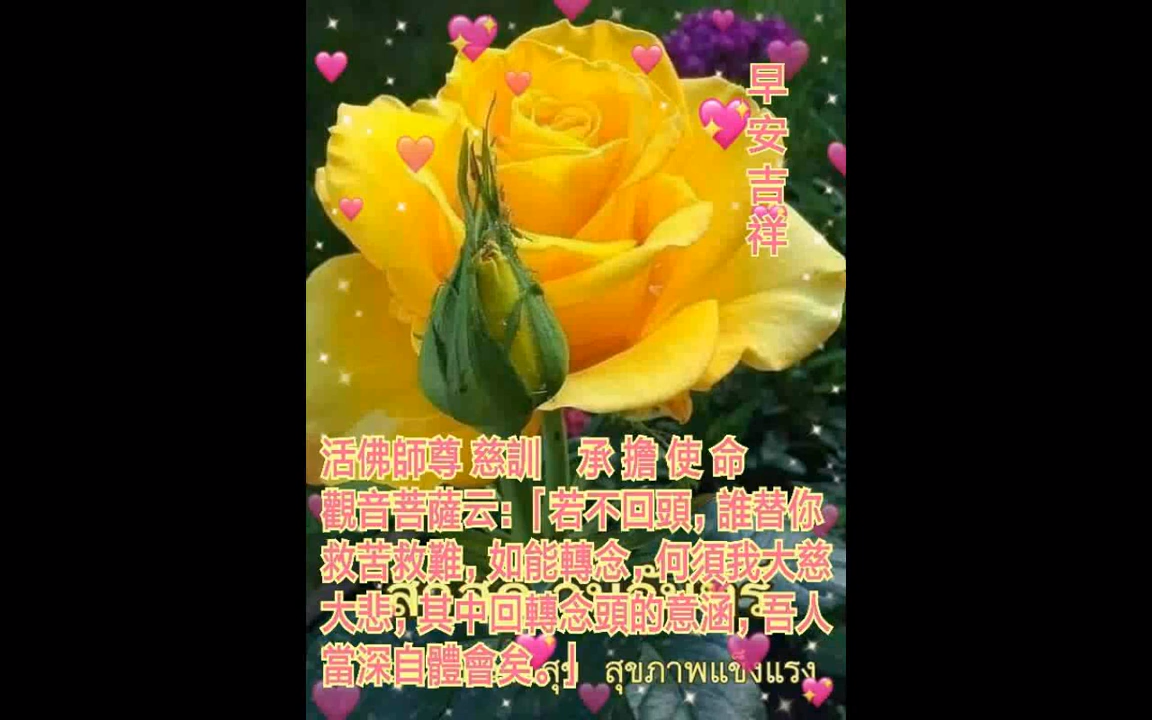 早安吉祥
活佛師尊 慈訓 承 擔 使 命
觀音菩薩云:「若不回頭, 誰替你
救苦救難, 如能轉念, 何須我大慈
大悲, 其中回轉念頭的意涵, 吾人
當深自體會矣。」
สุข สุขภาพแข็งแรง